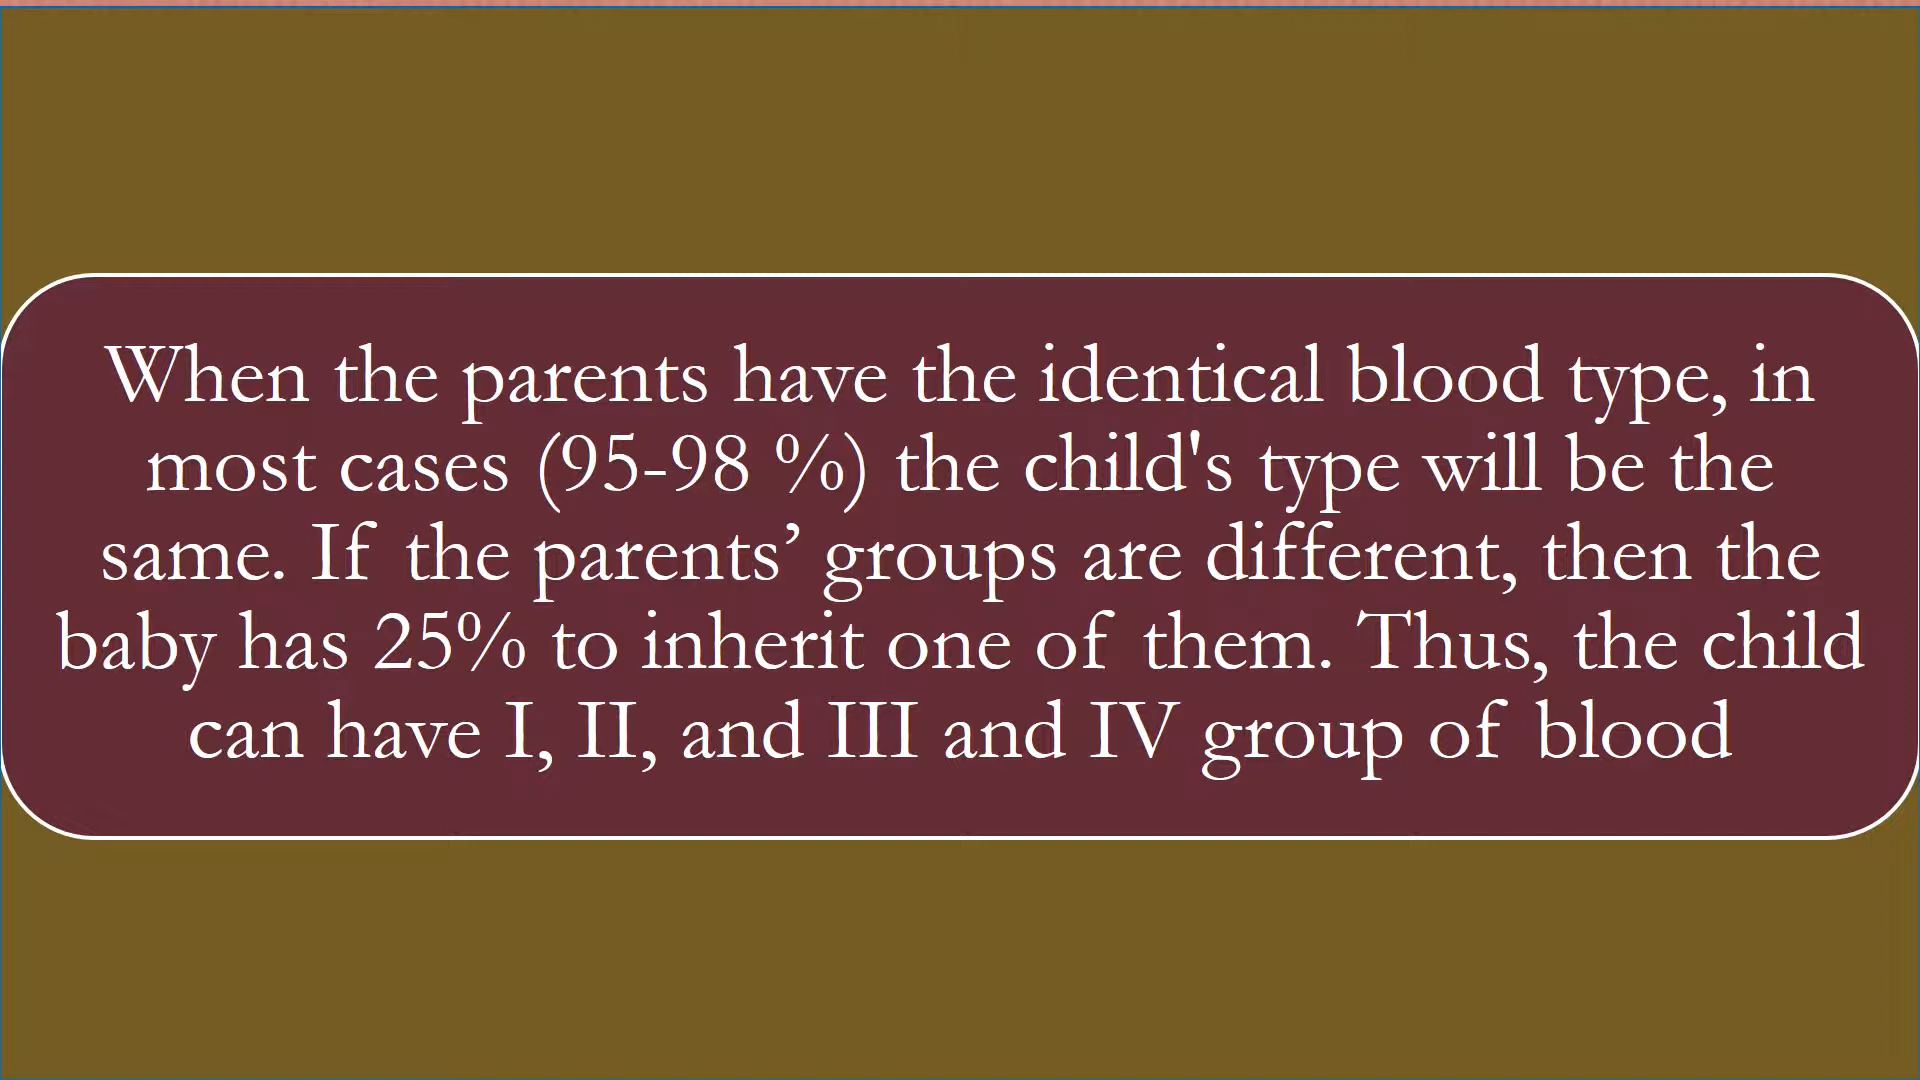 When the parents have the identical blood type, in
most cases (95-98 %) the child's type will be the
same. If the parents’ groups are different, then the
baby has 25% to inherit one of them. Thus, the child
can have I, II, and III and IV group of blood